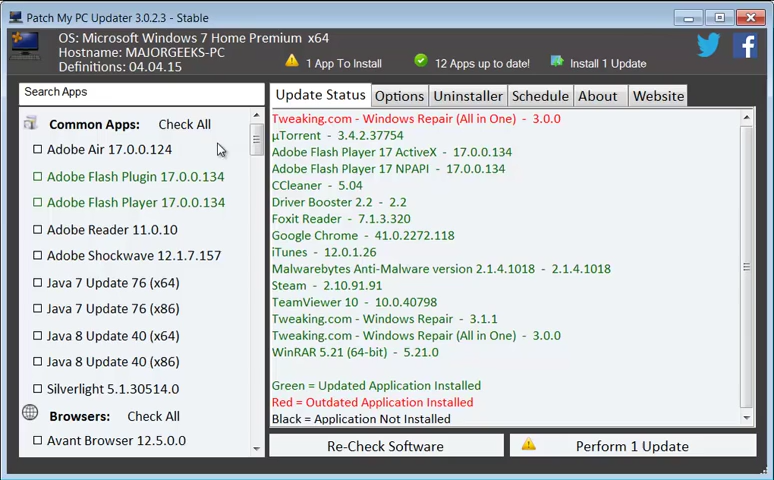 Patch My PC Updater 3.0.2.3 - Stable
OS: Microsoft Windows 7 Home Premium x64
Hostname: MAJORGEEKS-PC
Definitions: 04.04.15
1 App To Install
12 Apps up to date!
Install 1 Update
Search Apps
Common Apps: Check All
Adobe Air 17.0.0.124
Adobe Flash Plugin 17.0.0.134
Adobe Flash Player 17.0.0.134
Adobe Reader 11.0.10
Adobe Shockwave 12.1.7.157
Java 7 Update 76 (x64)
Java 7 Update 76 (x86)
Java 8 Update 40 (x64)
Java 8 Update 40 (x86)
Silverlight 5.1.30514.0
Browsers: Check All
Avant Browser 12.5.0.0
Update Status Options Uninstaller Schedule About Website
Tweaking.com - Windows Repair (All in One) - 3.0.0
µTorrent - 3.4.2.37754
Adobe Flash Player 17 ActiveX - 17.0.0.134
Adobe Flash Player 17 NPAPI - 17.0.0.134
CCleaner - 5.04
Driver Booster 2.2 - 2.2
Foxit Reader - 7.1.3.320
Google Chrome - 41.0.2272.118
iTunes - 12.0.1.26
Malwarebytes Anti-Malware version 2.1.4.1018 - 2.1.4.1018
Steam - 2.10.91.91
TeamViewer 10 - 10.0.40798
Tweaking.com - Windows Repair - 3.1.1
Tweaking.com - Windows Repair (All in One) - 3.0.0
WinRAR 5.21 (64-bit) - 5.21.0
Green = Updated Application Installed
Red = Outdated Application Installed
Black = Application Not Installed
Re-Check Software
Perform 1 Update